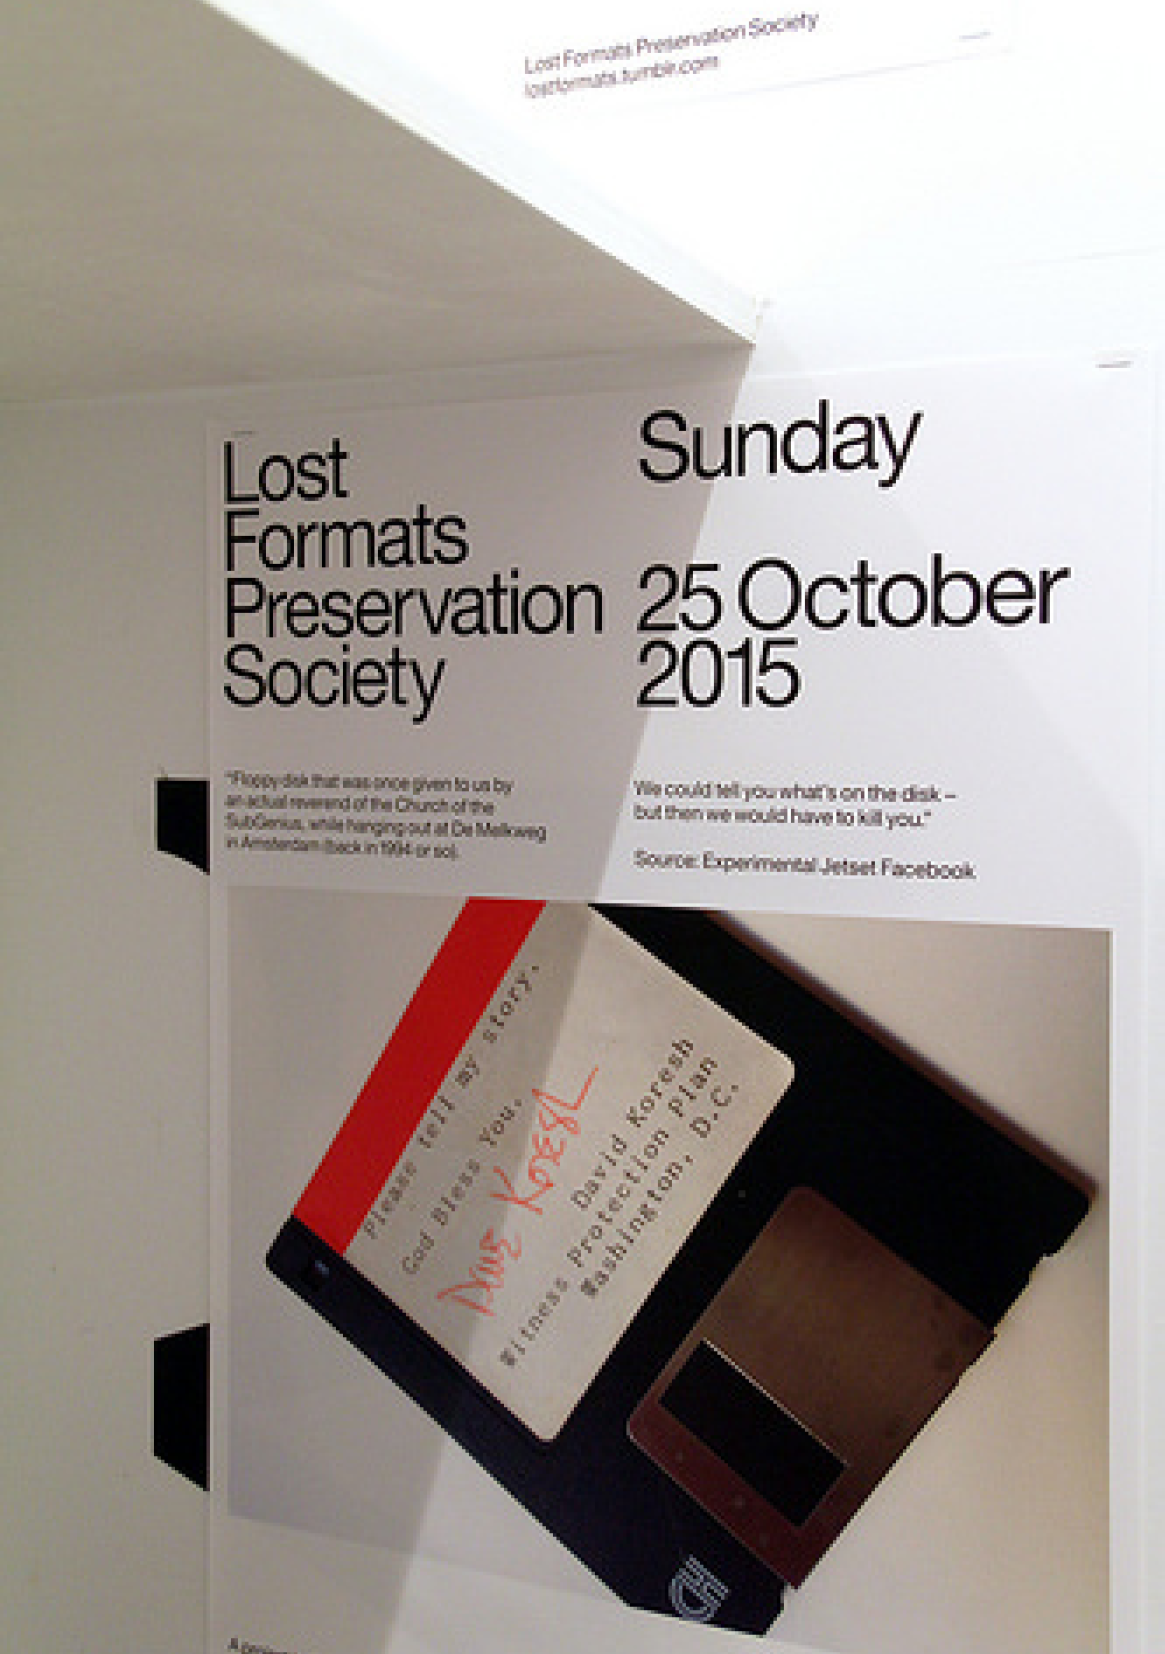 Lost Formats Preservation Society
lostformats.tumblr.com
Lost
Formats
Preservation
Society
Sunday
25 October
2015
"Floppy disk that was once given to us by
an actual reverend of the Church of the
SubGenius, while hanging out at De Melkweg
in Amsterdam (back in 1994 or so).
We could tell you what's on the disk –
but then we would have to kill you."
Source: Experimental Jetset Facebook
Please tell my story.
God Bless You,
Dave Koresh
David Koresh
Witness Protection Plan
Washington, D.C.
HD
A